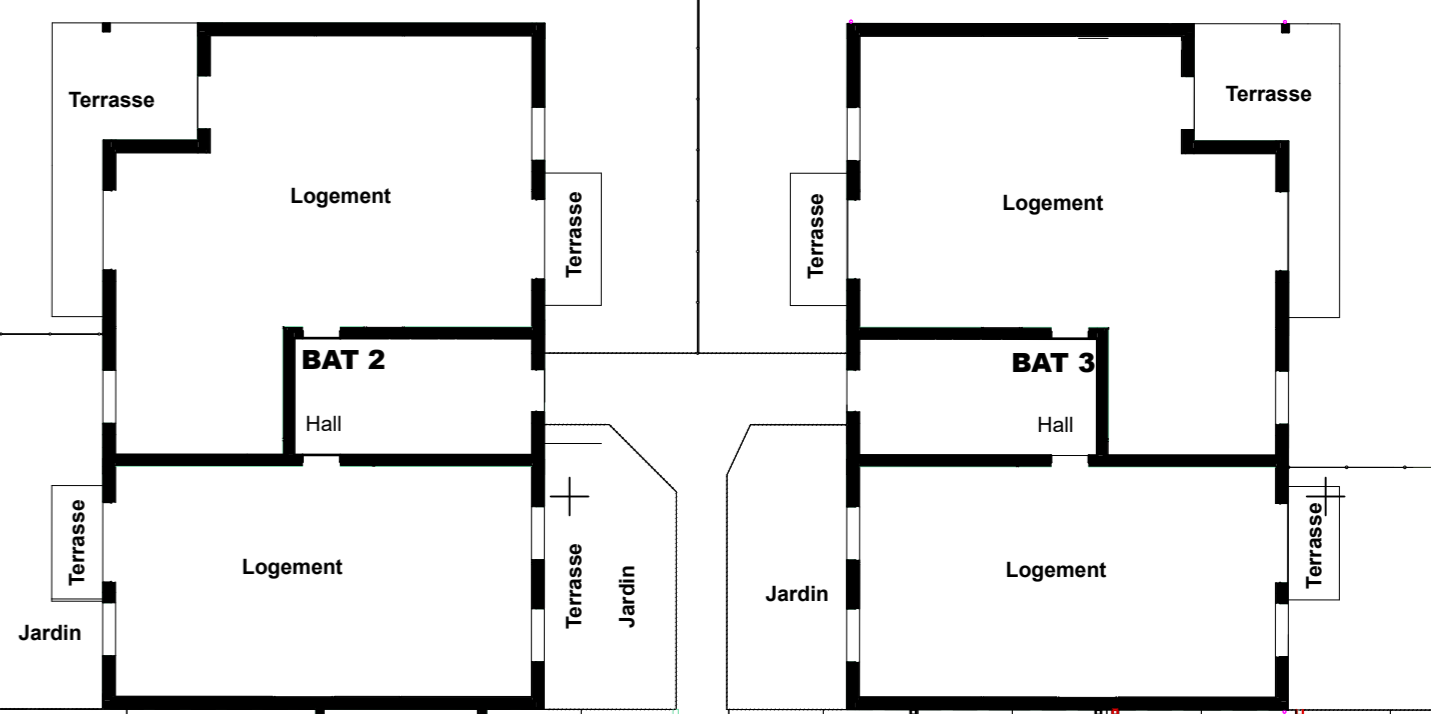 Terrasse
Logement
Terrasse
BAT 2
Hall
Terrasse
Logement
Terrasse
Jardin
Jardin
Terrasse
Logement
Terrasse
BAT 3
Hall
Terrasse
Logement
Jardin